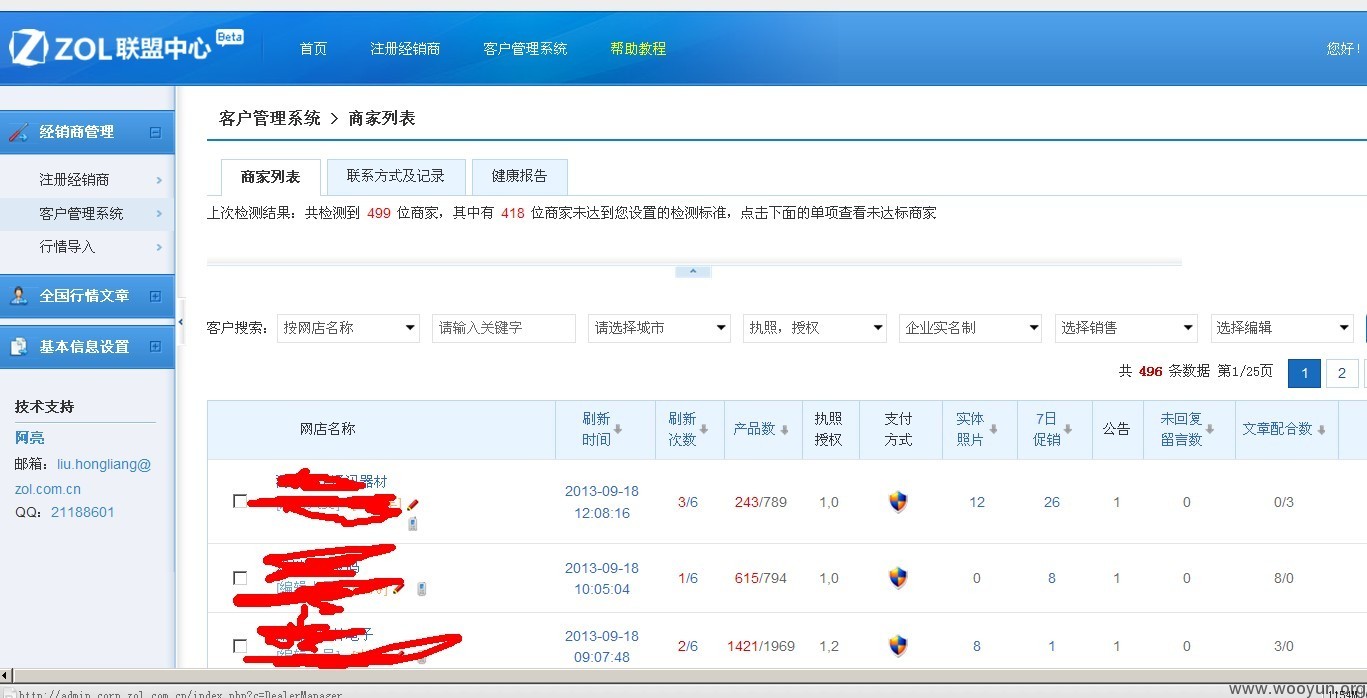 ZOL联盟中心 Beta
首页 注册经销商 客户管理系统 帮助教程 您好!
经销商管理
注册经销商
客户管理系统
行情导入
全国行情文章
基本信息设置
技术支持
阿亮
邮箱：liu.hongliang@
zol.com.cn
QQ：21188601
客户管理系统 > 商家列表
商家列表 联系方式及记录 健康报告
上次检测结果：共检测到 499 位商家，其中有 418 位商家未达到您设置的检测标准，点击下面的单项查看未达标商家
客户搜索： 按网店名称 请输入关键字 请选择城市 执照，授权 企业实名制 选择销售 选择编辑
共 496 条数据 第1/25页 1 2
网店名称 刷新时间 刷新次数 产品数 执照授权 支付方式 实体照片 7日促销 公告 未回复留言数 文章配合数
器材
2013-09-18 12:08:16 3/6 243/789 1,0 12 26 1 0 0/3
2013-09-18 10:05:04 1/6 615/794 1,0 0 8 1 0 8/0
2013-09-18 09:07:48 2/6 1421/1969 1,2 8 1 1 0 3/0
http://admin.corp.zol.com.cn/index.php?c=DealerManager
www.wooyun.org